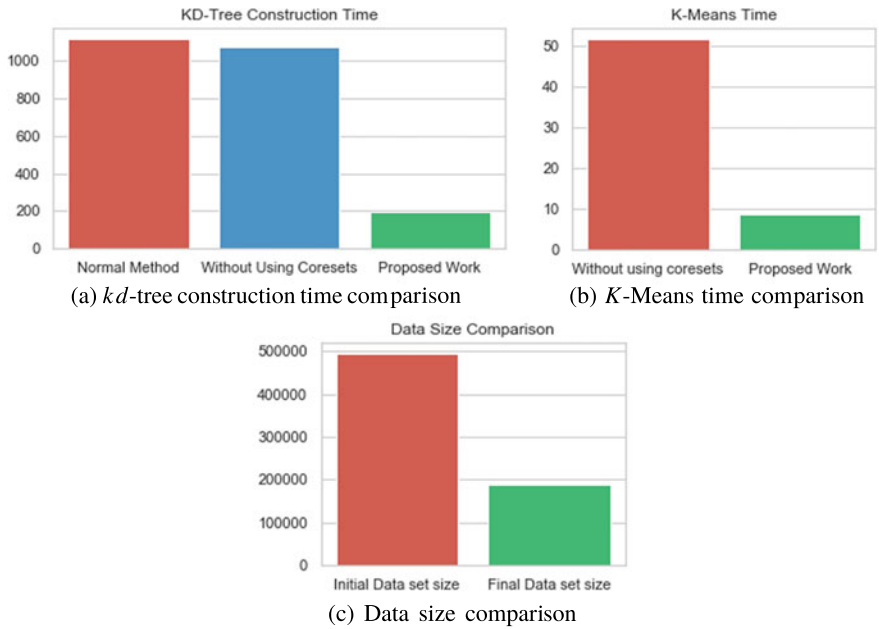 KD-Tree Construction Time
1000
800
600
400
200
0
Normal Method Without Using Coresets Proposed Work
(a) kd-tree construction time comparison
K-Means Time
50
40
30
20
10
0
Without using coresets Proposed Work
(b) K-Means time comparison
Data Size Comparison
500000
400000
300000
200000
100000
0
Initial Data set size Final Data set size
(c) Data size comparison